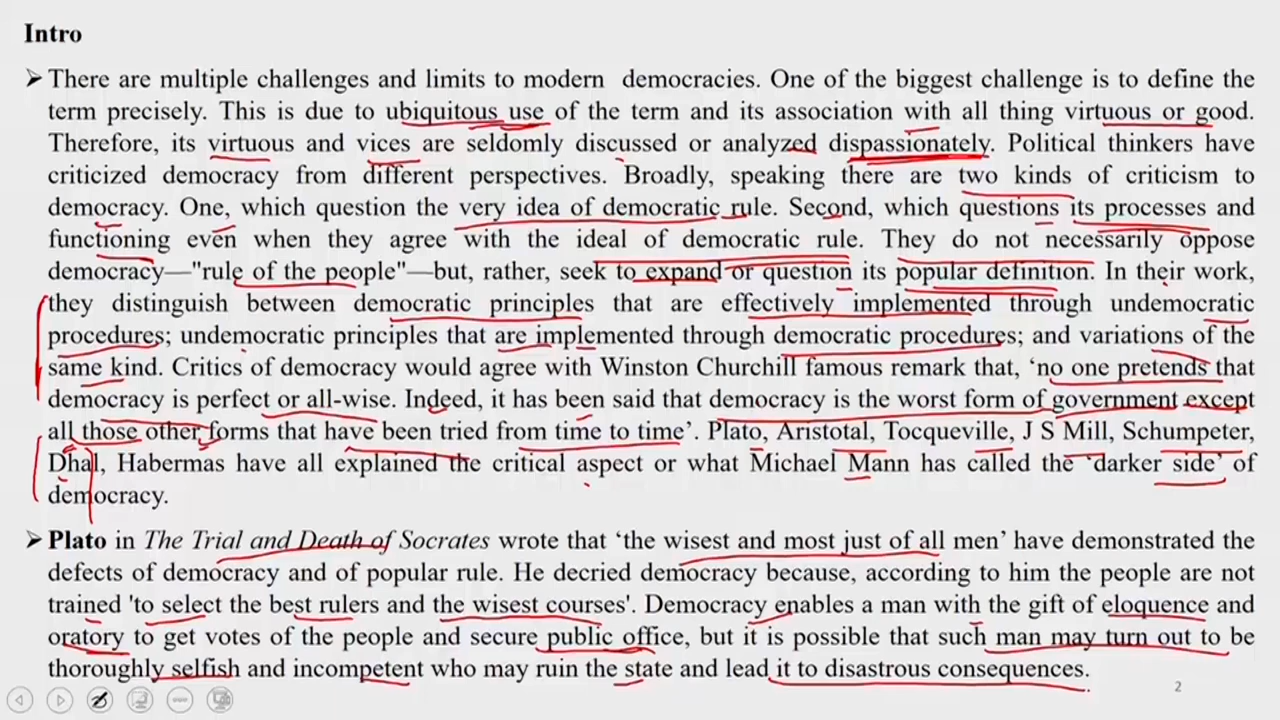 Intro
➢ There are multiple challenges and limits to modern democracies. One of the biggest challenge is to define the
term precisely. This is due to ubiquitous use of the term and its association with all thing virtuous or good.
Therefore, its virtuous and vices are seldomly discussed or analyzed dispassionately. Political thinkers have
criticized democracy from different perspectives. Broadly, speaking there are two kinds of criticism to
democracy. One, which question the very idea of democratic rule. Second, which questions its processes and
functioning even when they agree with the ideal of democratic rule. They do not necessarily oppose
democracy—"rule of the people"—but, rather, seek to expand or question its popular definition. In their work,
they distinguish between democratic principles that are effectively implemented through undemocratic
procedures; undemocratic principles that are implemented through democratic procedures; and variations of the
same kind. Critics of democracy would agree with Winston Churchill famous remark that, ‘no one pretends that
democracy is perfect or all-wise. Indeed, it has been said that democracy is the worst form of government except
all those other forms that have been tried from time to time’. Plato, Aristotal, Tocqueville, J S Mill, Schumpeter,
Dhal, Habermas have all explained the critical aspect or what Michael Mann has called the ‘darker side’ of
democracy.
➢ Plato in The Trial and Death of Socrates wrote that ‘the wisest and most just of all men’ have demonstrated the
defects of democracy and of popular rule. He decried democracy because, according to him the people are not
trained 'to select the best rulers and the wisest courses'. Democracy enables a man with the gift of eloquence and
oratory to get votes of the people and secure public office, but it is possible that such man may turn out to be
thoroughly selfish and incompetent who may ruin the state and lead it to disastrous consequences.
2